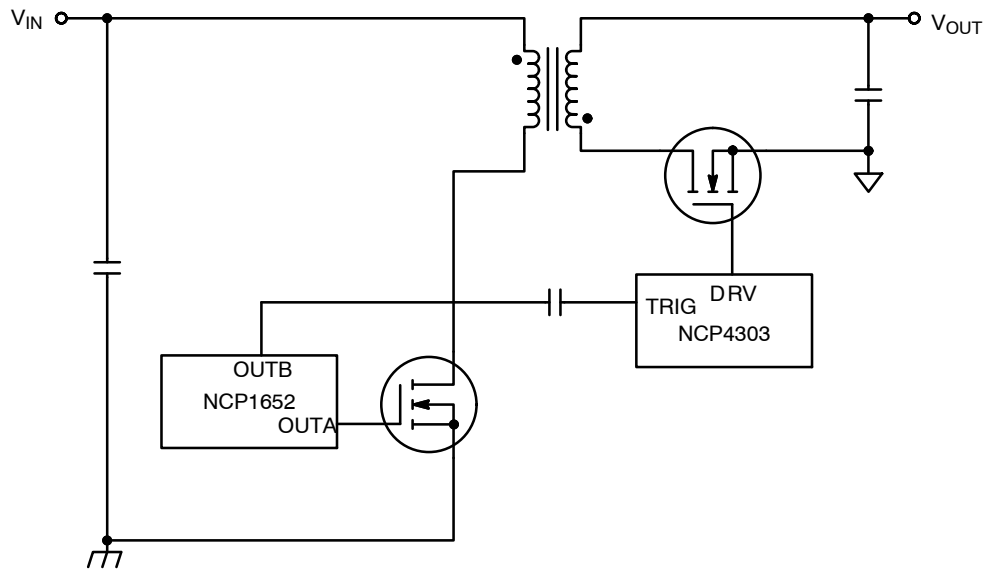 VIN
VOUT
DRV
TRIG
NCP4303
OUTB
NCP1652
OUTA